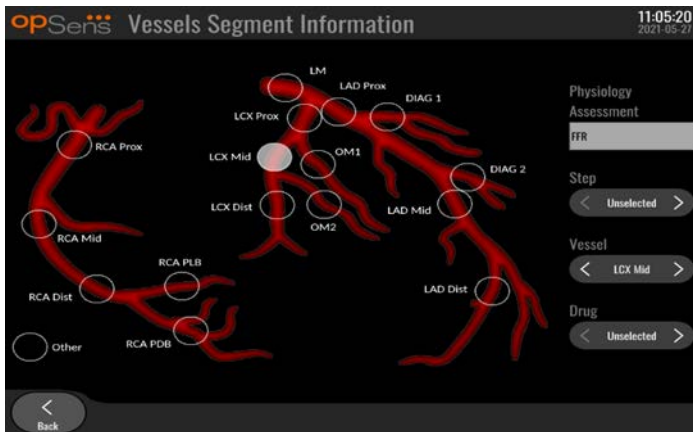 opSens Vessels Segment Information
11:05:20
2021-05-27
LM
LAD Prox
DIAG 1
LCX Prox
RCA Prox
LCX Mid
OM1
DIAG 2
LCX Dist
OM2
LAD Mid
RCA Mid
RCA PLB
RCA Dist
LAD Dist
Other
RCA PDB
Physiology
Assessment
FFR
Step
< Unselected >
Vessel
< LCX Mid >
Drug
< Unselected >
<
Back